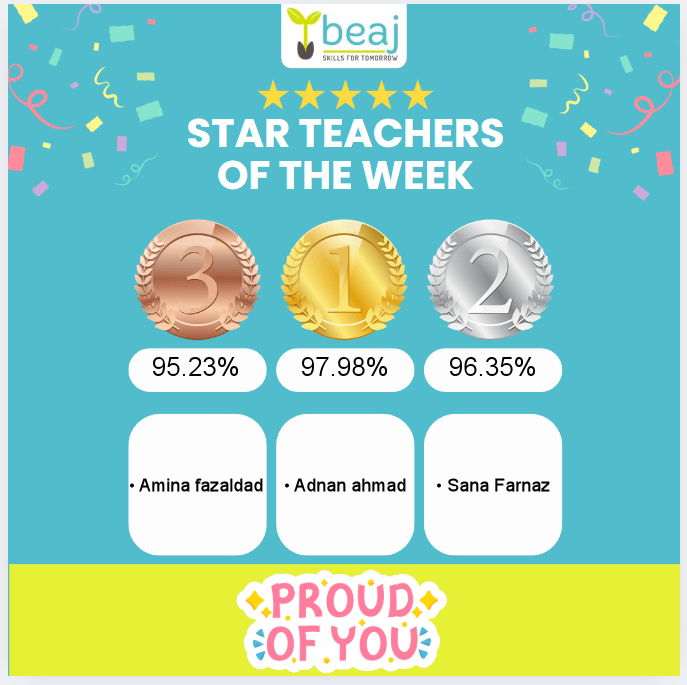 beaj
SKILLS FOR TOMORROW
STAR TEACHERS
OF THE WEEK
3 1 2
95.23% 97.98% 96.35%
• Amina fazaldad • Adnan ahmad • Sana Farnaz
PROUD
OF YOU